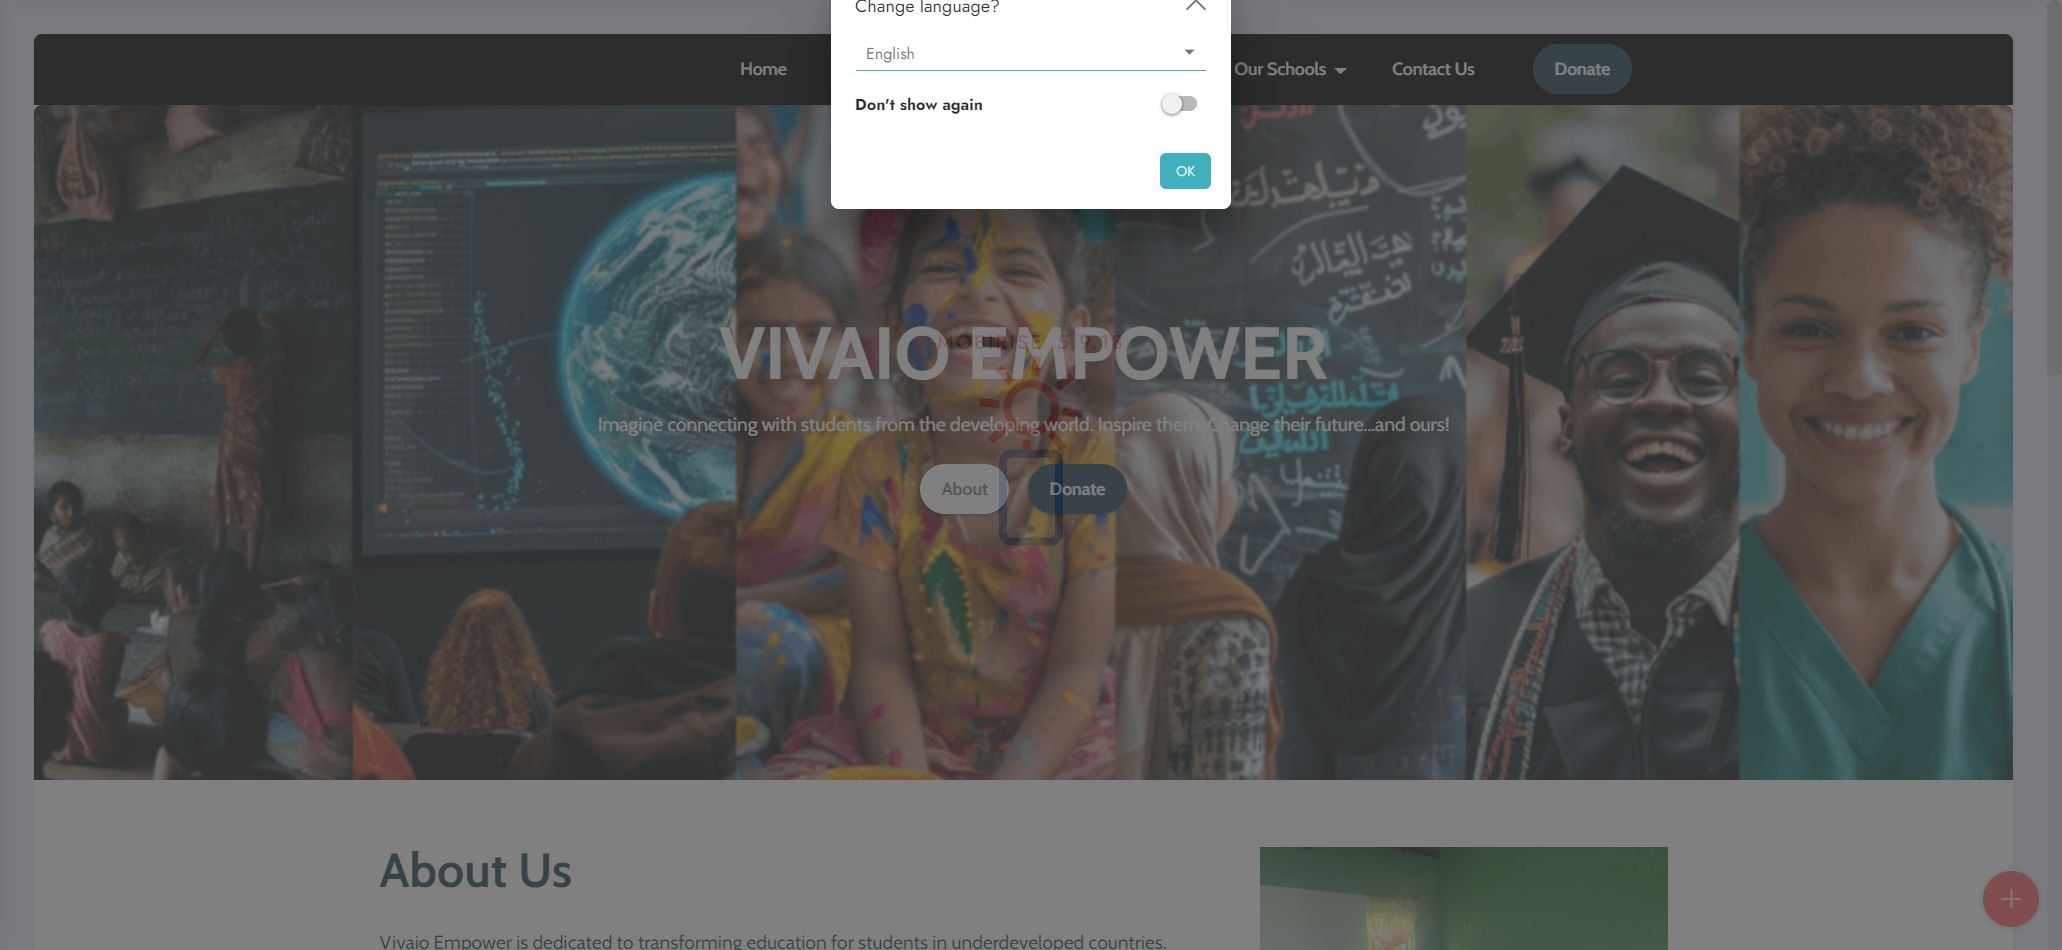 Change language?
English
Don't show again
OK
Home
Our Schools
Contact Us
Donate
MOBIRISE 5.9.18
VIVAIO EMPOWER
Imagine connecting with students from the developing world. Inspire them. Change their future...and ours!
About
Donate
About Us
Vivaio Empower is dedicated to transforming education for students in underdeveloped countries.